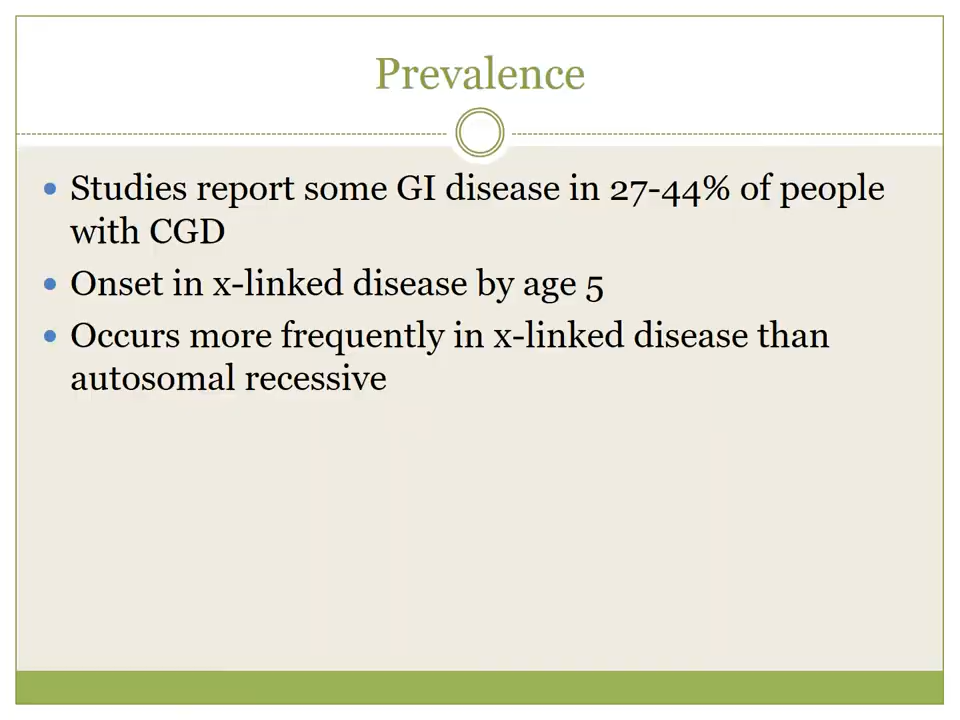 Prevalence
• Studies report some GI disease in 27-44% of people
with CGD
• Onset in x-linked disease by age 5
• Occurs more frequently in x-linked disease than
autosomal recessive